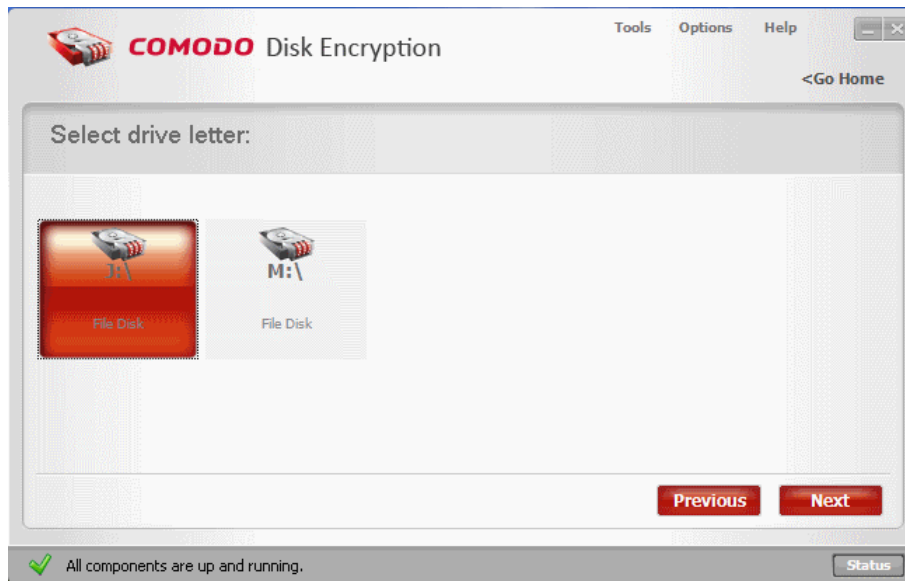 Tools Options Help
COMODO Disk Encryption
<Go Home
Select drive letter:
J:\ M:\
File Disk File Disk
Previous Next
All components are up and running. Status